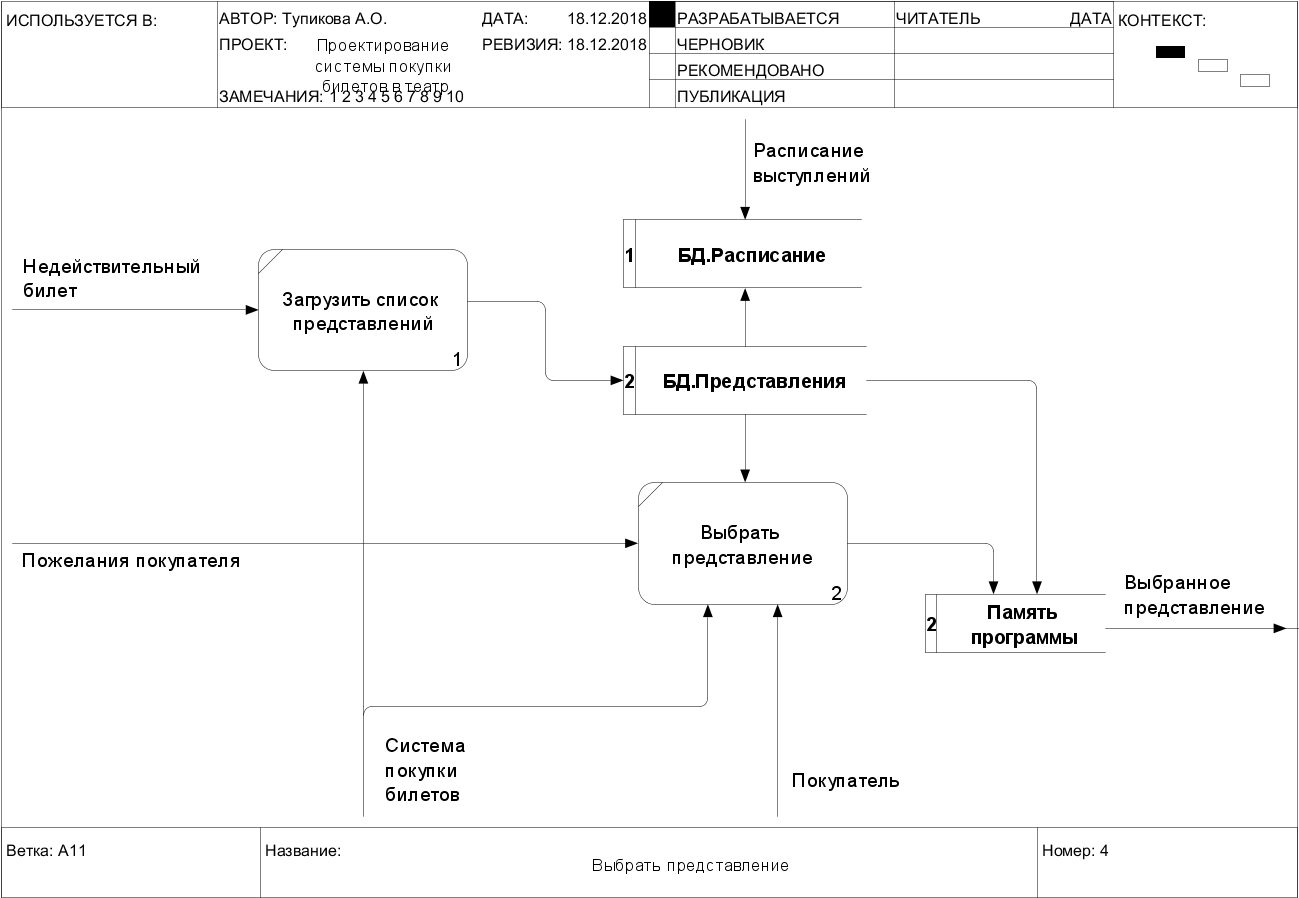 ИСПОЛЬЗУЕТСЯ В:
АВТОР: Тупикова А.О.
ДАТА: 18.12.2018
ПРОЕКТ: Проектирование
системы покупки
билетов в театр
РЕВИЗИЯ: 18.12.2018
ЗАМЕЧАНИЯ: 1 2 3 4 5 6 7 8 9 10
РАЗРАБАТЫВАЕТСЯ
ЧЕРНОВИК
РЕКОМЕНДОВАНО
ПУБЛИКАЦИЯ
ЧИТАТЕЛЬ
ДАТА
КОНТЕКСТ:
Расписание
выступлений
1
БД.Расписание
Недействительный
билет
Загрузить список
представлений
1
2
БД.Представления
Пожелания покупателя
Выбрать
представление
2
Выбранное
представление
2
Память
программы
Система
покупки
билетов
Покупатель
Ветка: A11
Название:
Выбрать представление
Номер: 4